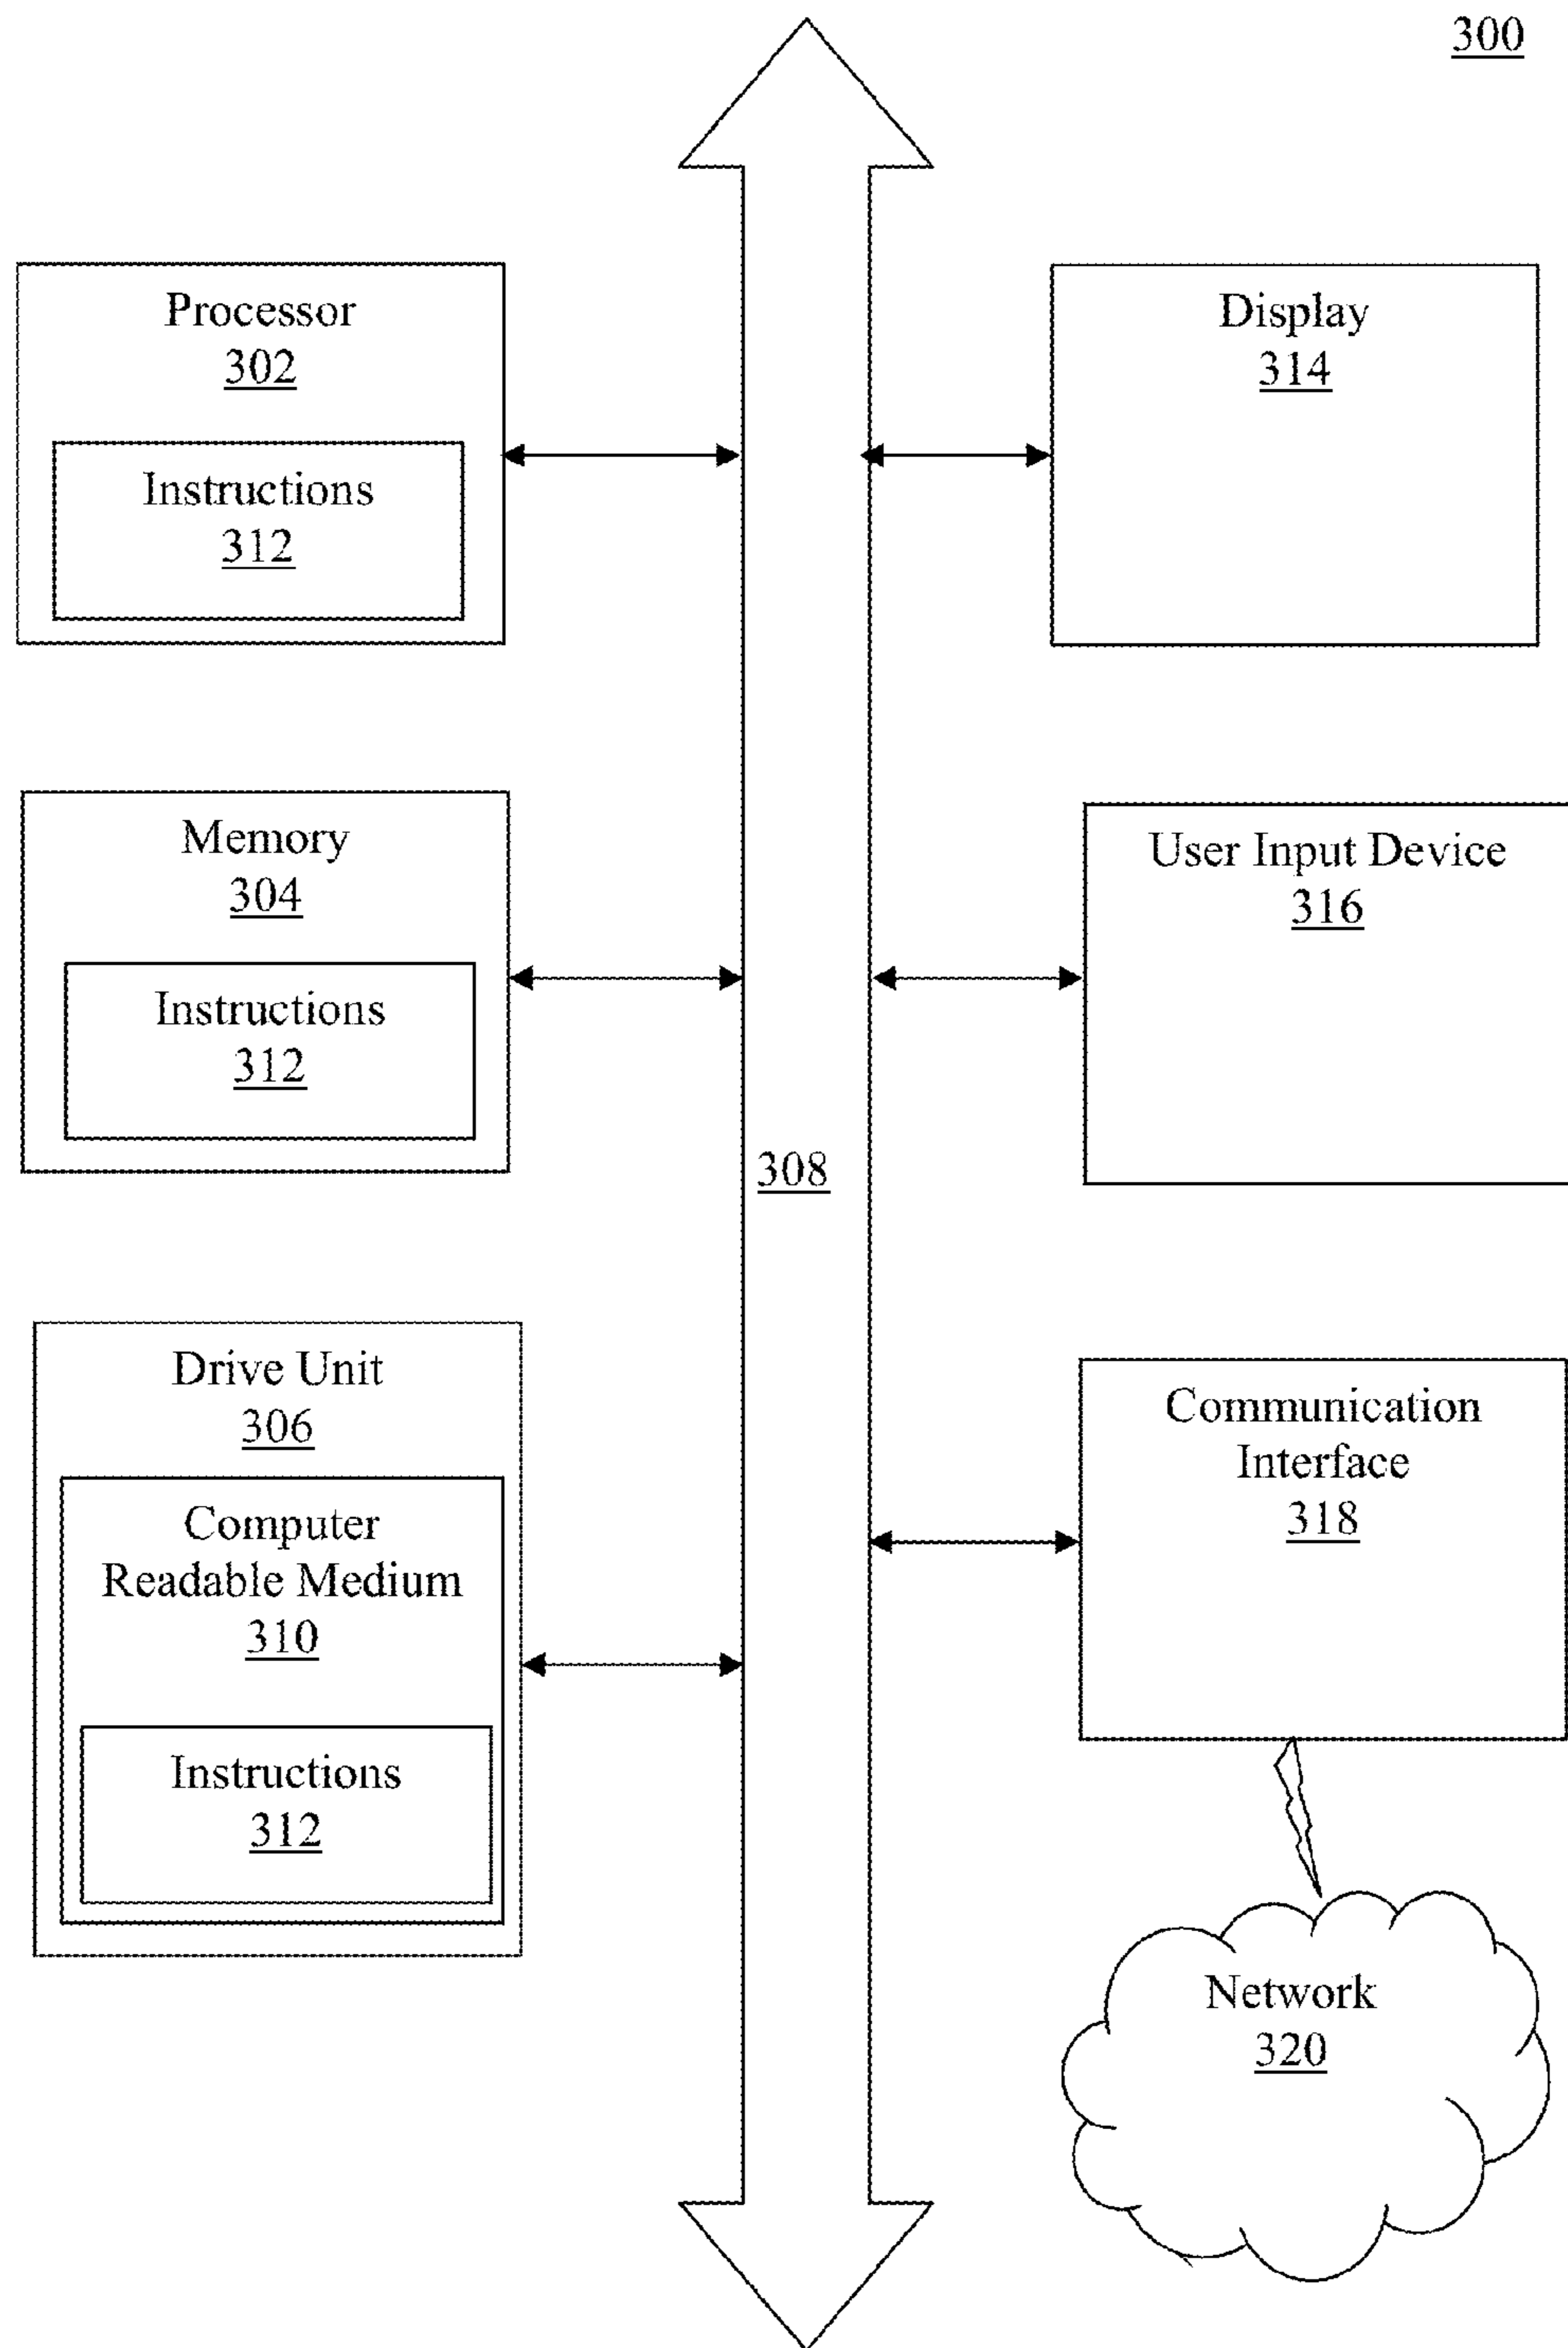 300
Processor
302
Instructions
312
Display
314
Memory
304
Instructions
312
User Input Device
316
308
Drive Unit
306
Computer
Readable Medium
310
Instructions
312
Communication
Interface
318
Network
320